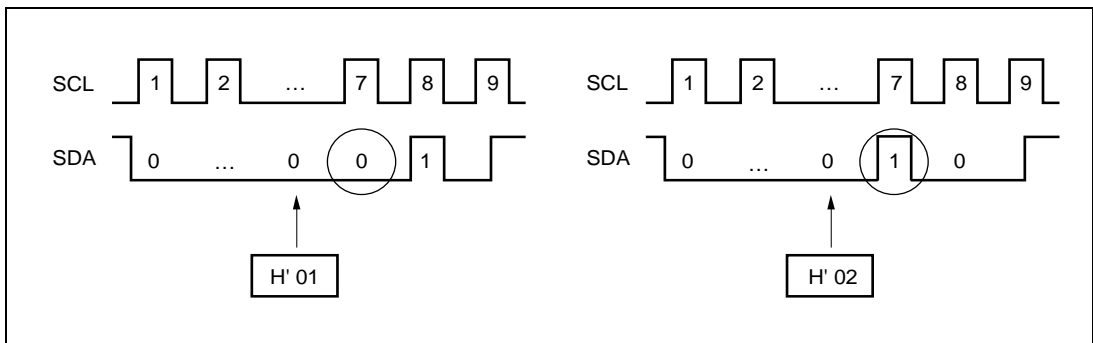 SCL 1 2 … 7 8 9
SDA 0 … 0 0 1
H' 01
SCL 1 2 … 7 8 9
SDA 0 … 0 1 0
H' 02